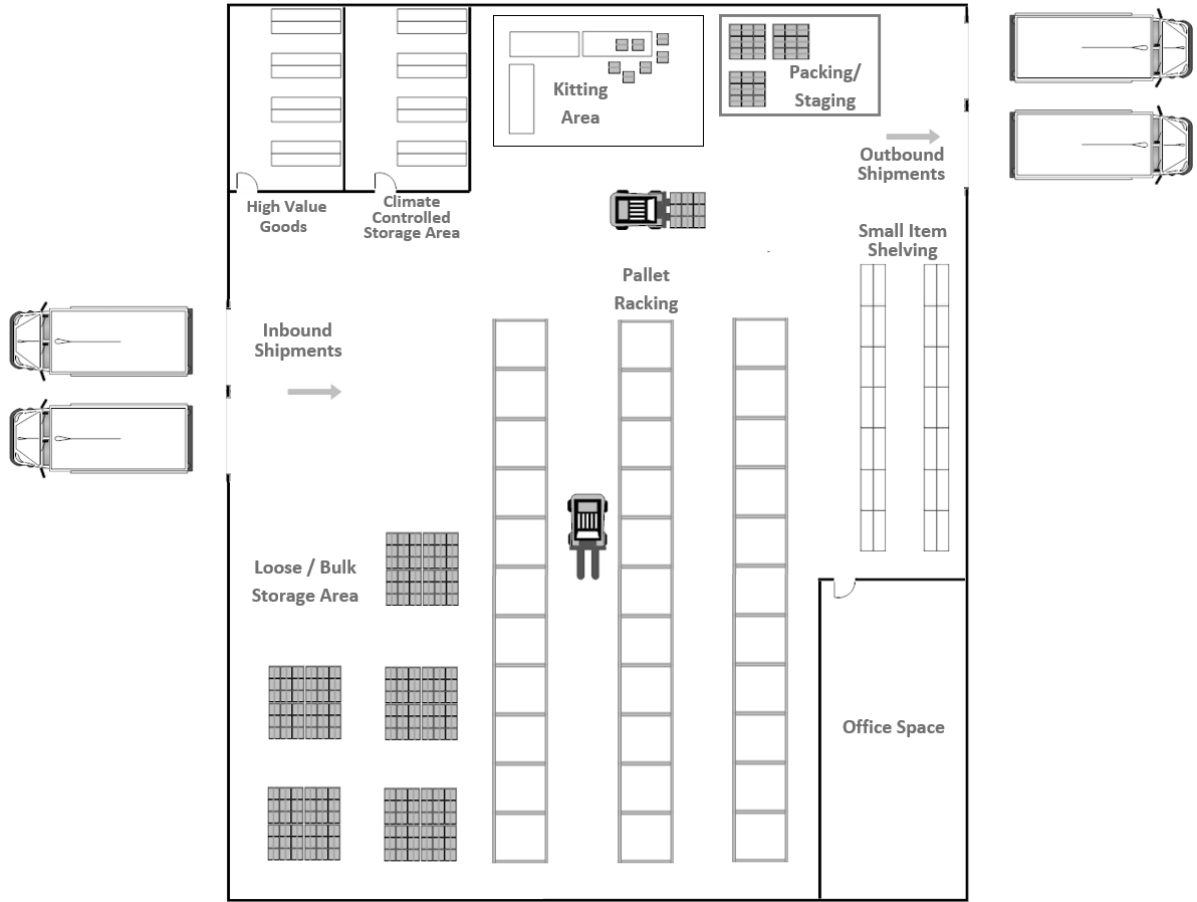 Kitting
Area
Packing/
Staging
Outbound
Shipments
High Value
Goods
Climate
Controlled
Storage Area
Small Item
Shelving
Pallet
Racking
Inbound
Shipments
Loose / Bulk
Storage Area
Office Space